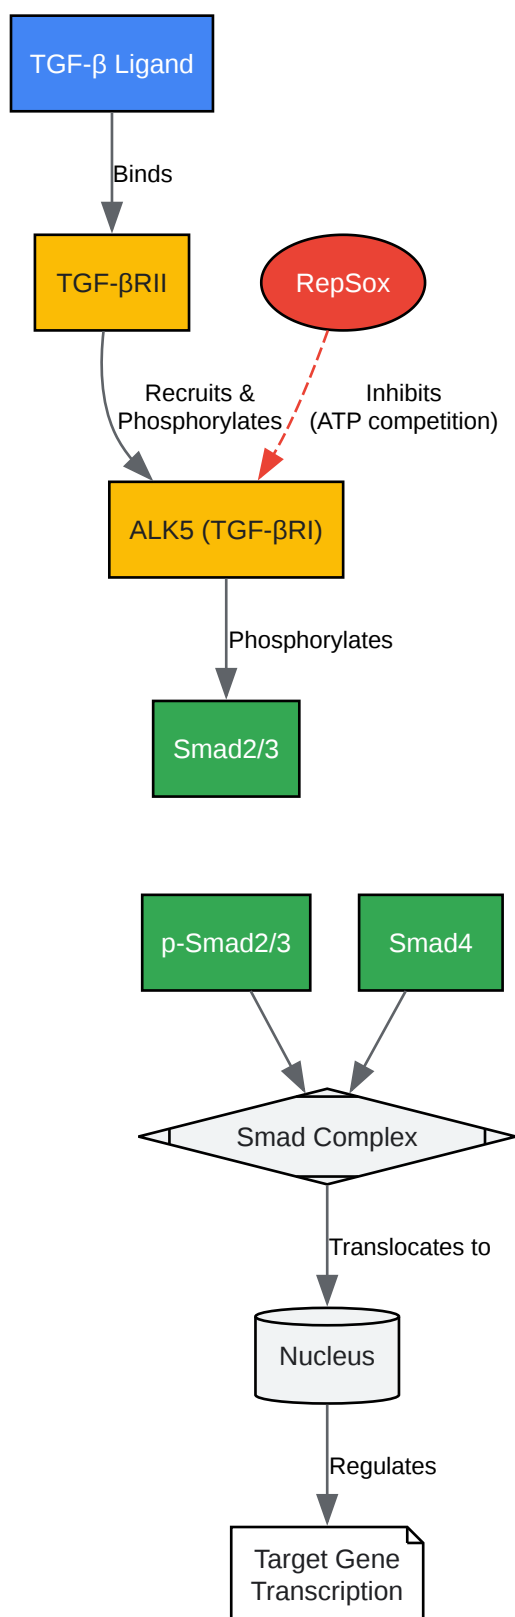 TGF-β Ligand
Binds
TGF-βRII
RepSox
Recruits &
Phosphorylates
Inhibits
(ATP competition)
ALK5 (TGF-βRI)
Phosphorylates
Smad2/3
p-Smad2/3
Smad4
Smad Complex
Translocates to
Nucleus
Regulates
Target Gene
Transcription